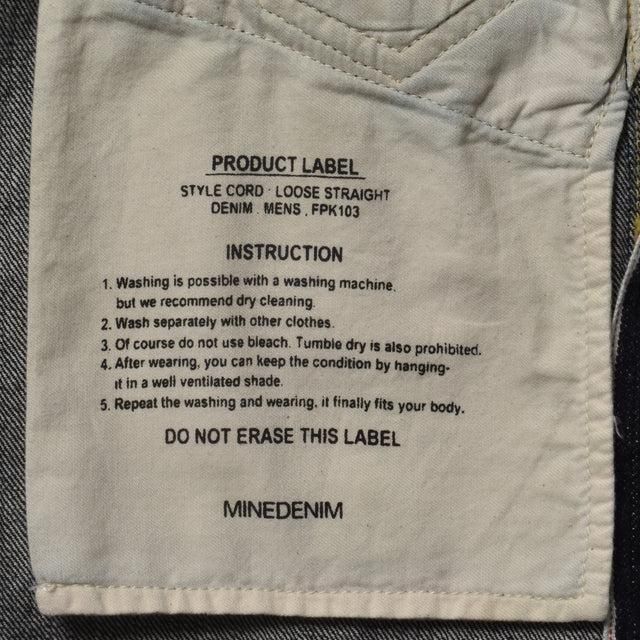 PRODUCT LABEL
STYLE CORD · LOOSE STRAIGHT
DENIM . MENS . FPK103
INSTRUCTION
1. Washing is possible with a washing machine,
but we recommend dry cleaning.
2. Wash separately with other clothes.
3. Of course do not use bleach. Tumble dry is also prohibited.
4. After wearing, you can keep the condition by hanging-
it in a well ventilated shade.
5. Repeat the washing and wearing, it finally fits your body.
DO NOT ERASE THIS LABEL
MINEDENIM